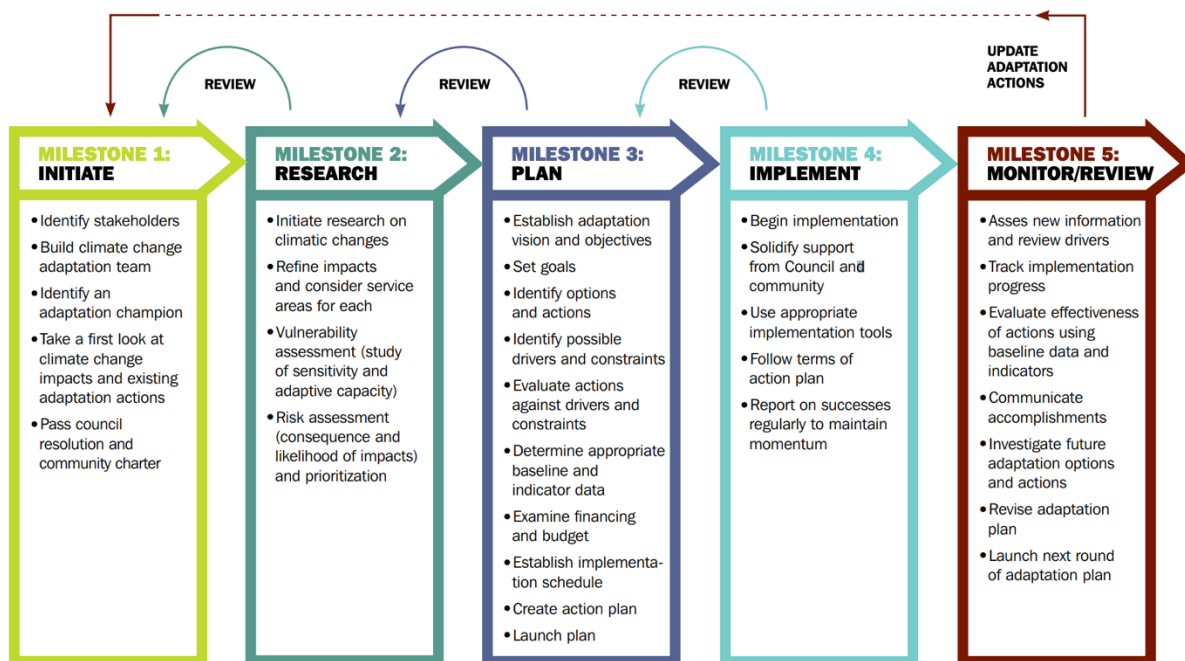 UPDATE
ADAPTATION
ACTIONS
REVIEW
REVIEW
REVIEW
MILESTONE 1:
INITIATE
• Identify stakeholders
• Build climate change
adaptation team
• Identify an
adaptation champion
• Take a first look at
climate change
impacts and existing
adaptation actions
• Pass council
resolution and
community charter
MILESTONE 2:
RESEARCH
• Initiate research on
climatic changes
• Refine impacts
and consider service
areas for each
• Vulnerability
assessment (study
of sensitivity and
adaptive capacity)
• Risk assessment
(consequence and
likelihood of impacts)
and prioritization
MILESTONE 3:
PLAN
• Establish adaptation
vision and objectives
• Set goals
• Identify options
and actions
• Identify possible
drivers and constraints
• Evaluate actions
against drivers and
constraints
• Determine appropriate
baseline and
indicator data
• Examine financing
and budget
• Establish implementa-
tion schedule
• Create action plan
• Launch plan
MILESTONE 4:
IMPLEMENT
• Begin implementation
• Solidify support
from Council and
community
• Use appropriate
implementation tools
• Follow terms of
action plan
• Report on successes
regularly to maintain
momentum
MILESTONE 5:
MONITOR/REVIEW
• Asses new information
and review drivers
• Track implementation
progress
• Evaluate effectiveness
of actions using
baseline data and
indicators
• Communicate
accomplishments
• Investigate future
adaptation options
and actions
• Revise adaptation
plan
• Launch next round
of adaptation plan